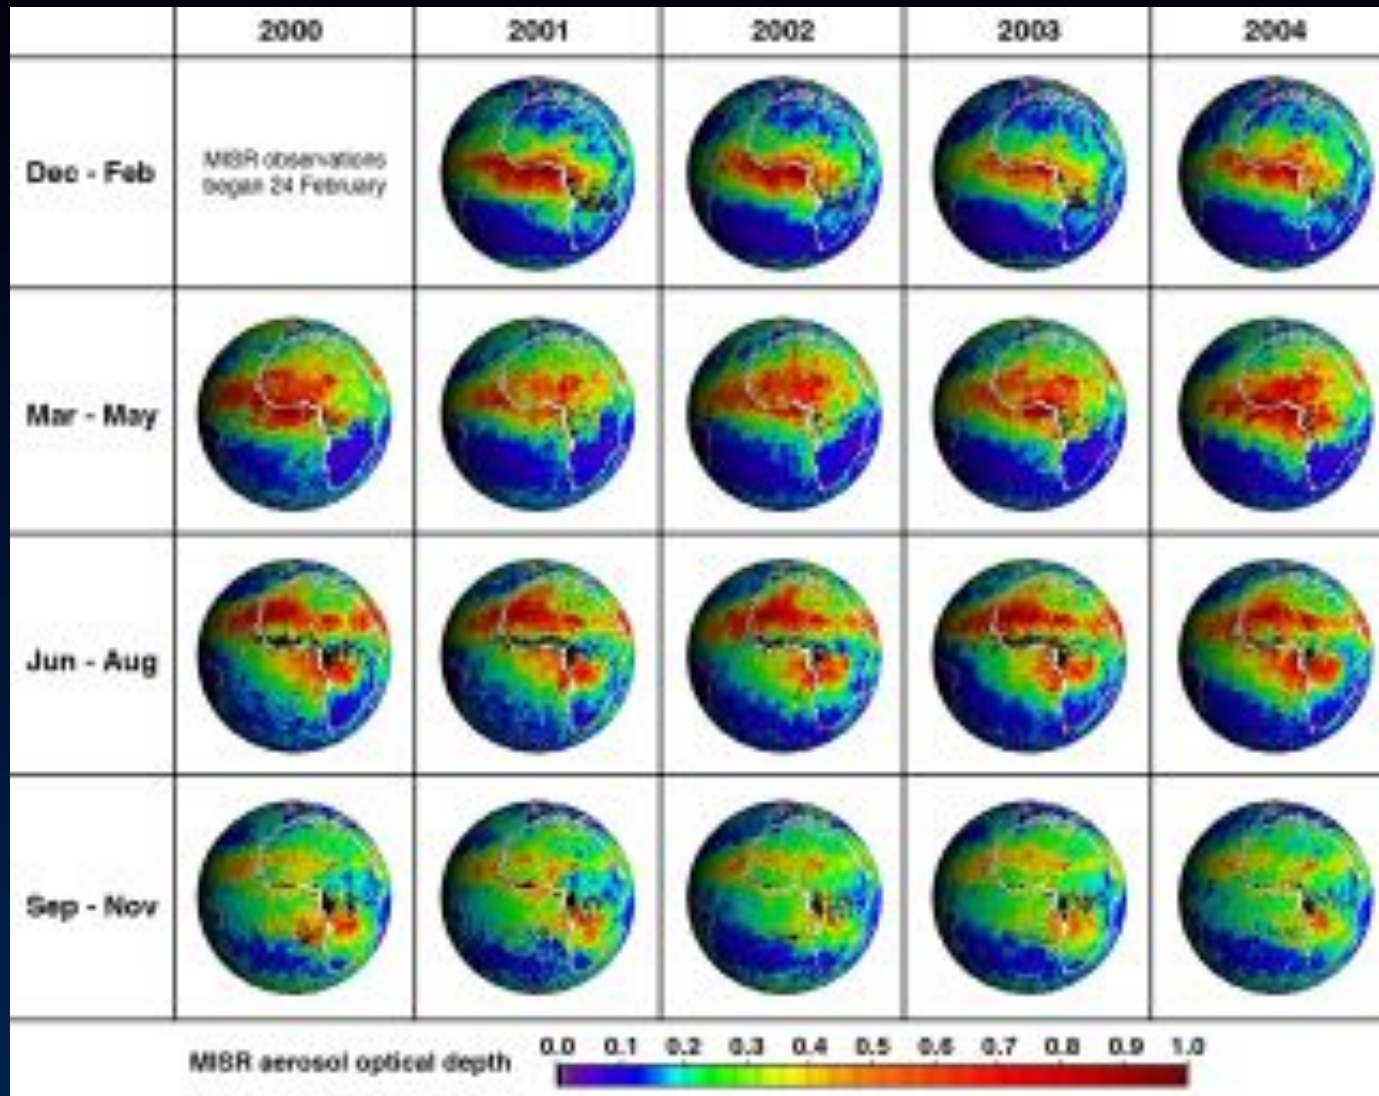 2000 2001 2002 2003 2004
Dec - Feb
MISR observations
began 24 February
Mar - May
Jun - Aug
Sep - Nov
MISR aerosol optical depth
0.0 0.1 0.2 0.3 0.4 0.5 0.6 0.7 0.8 0.9 1.0